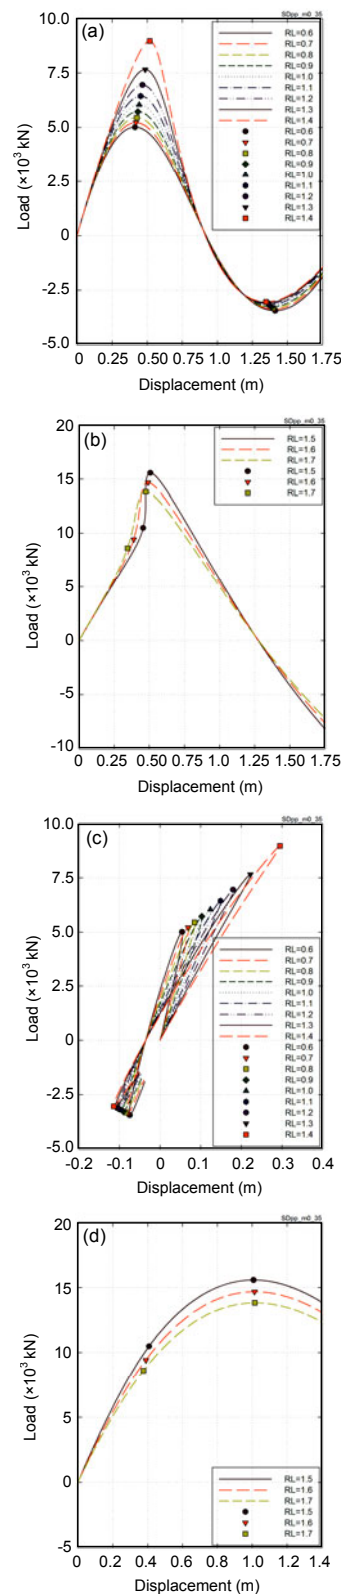 SDpp_m0_35
(a)
Load (×10³ kN)
10.0
7.5
5.0
2.5
0
-2.5
-5.0
RL=0.6
RL=0.7
RL=0.8
RL=0.9
RL=1.0
RL=1.1
RL=1.2
RL=1.3
RL=1.4
RL=0.6
RL=0.7
RL=0.8
RL=0.9
RL=1.0
RL=1.1
RL=1.2
RL=1.3
RL=1.4
0 0.25 0.50 0.75 1.00 1.25 1.50 1.75
Displacement (m)
SDpp_m0_35
(b)
Load (×10³ kN)
20
15
10
5
0
-5
-10
RL=1.5
RL=1.6
RL=1.7
RL=1.5
RL=1.6
RL=1.7
0 0.25 0.50 0.75 1.00 1.25 1.50 1.75
Displacement (m)
SDpp_m0_35
(c)
Load (×10³ kN)
10.0
7.5
5.0
2.5
0
-2.5
-5.0
RL=0.6
RL=0.7
RL=0.8
RL=0.9
RL=1.0
RL=1.1
RL=1.2
RL=1.3
RL=1.4
RL=0.6
RL=0.7
RL=0.8
RL=0.9
RL=1.0
RL=1.1
RL=1.2
RL=1.3
RL=1.4
-0.2 -0.1 0 0.1 0.2 0.3 0.4
Displacement (m)
SDpp_m0_35
(d)
Load (×10³ kN)
20
15
10
5
0
-5
RL=1.5
RL=1.6
RL=1.7
RL=1.5
RL=1.6
RL=1.7
0 0.2 0.4 0.6 0.8 1.0 1.2 1.4
Displacement (m)